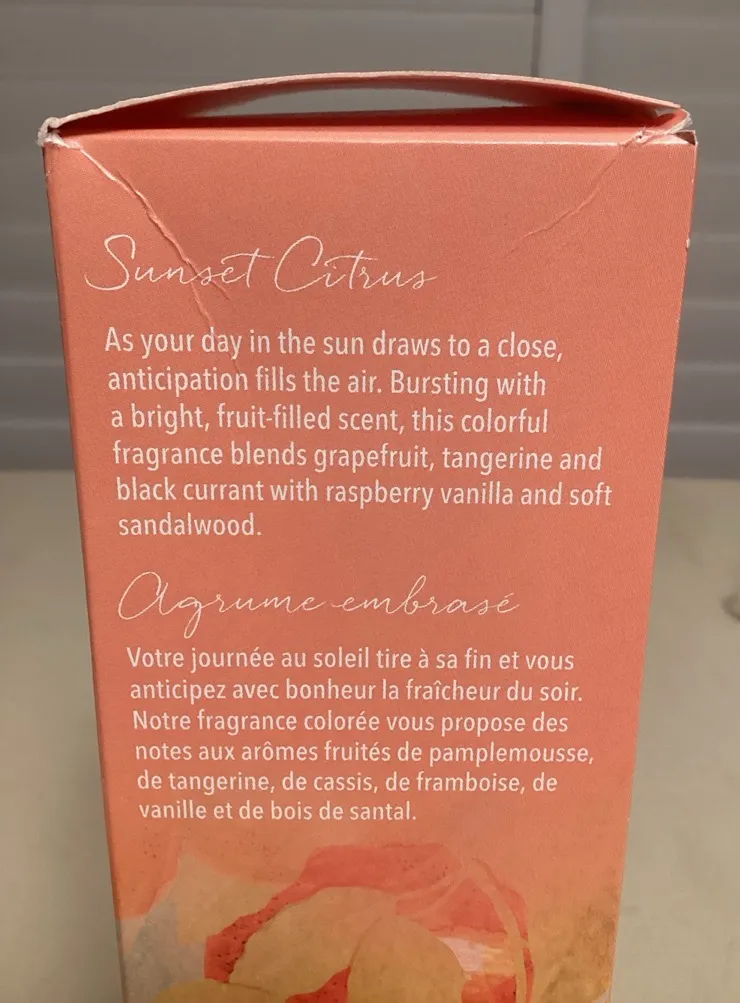 Sunset Citrus
As your day in the sun draws to a close,
anticipation fills the air. Bursting with
a bright, fruit-filled scent, this colorful
fragrance blends grapefruit, tangerine and
black currant with raspberry vanilla and soft
sandalwood.
Agrume embrasé
Votre journée au soleil tire à sa fin et vous
anticipez avec bonheur la fraîcheur du soir.
Notre fragrance colorée vous propose des
notes aux arômes fruités de pamplemousse,
de tangerine, de cassis, de framboise, de
vanille et de bois de santal.